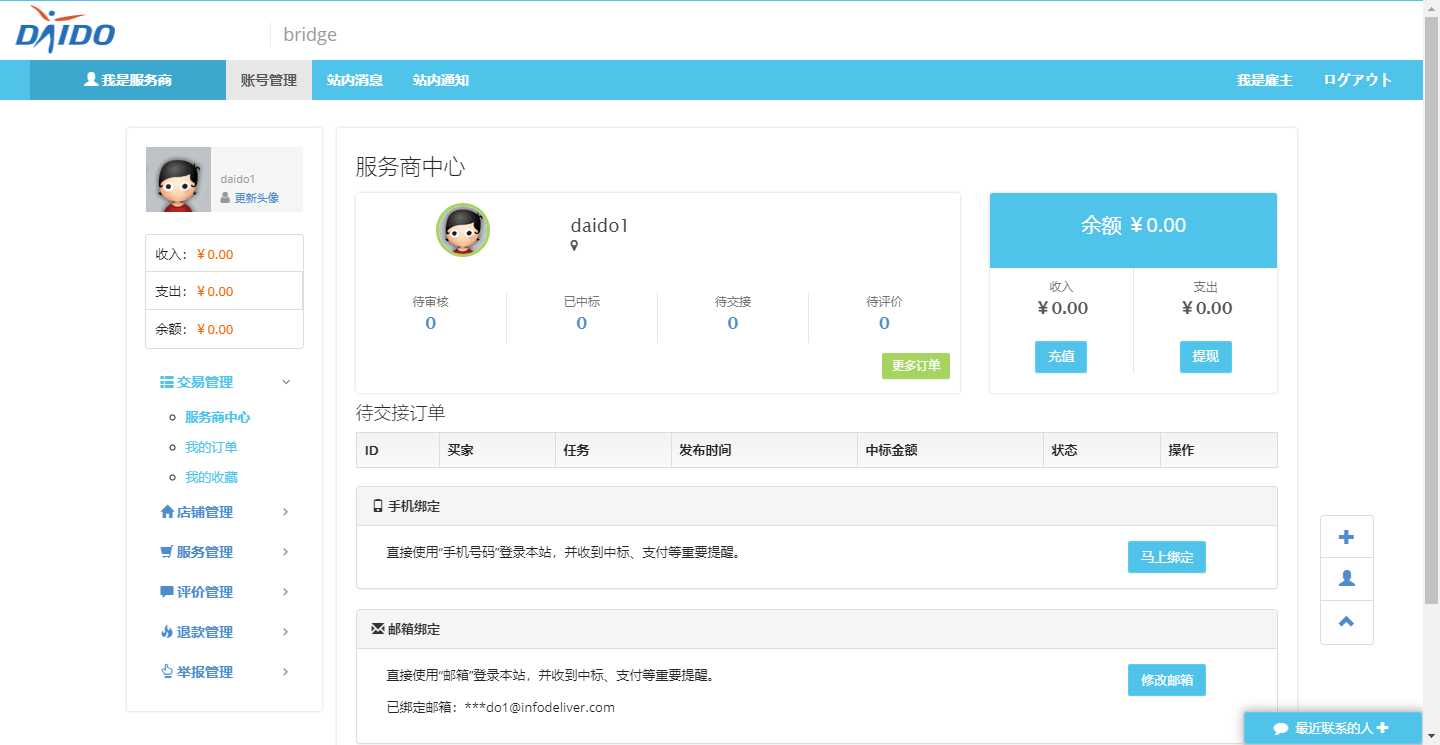 DAIDO
bridge
我是服务商
账号管理
站内消息
站内通知
我是雇主
ログアウト
daido1
更新头像
收入：￥0.00
支出：￥0.00
余额：￥0.00
交易管理
服务商中心
我的订单
我的收藏
店铺管理
服务管理
评价管理
退款管理
举报管理
服务商中心
daido1
待审核
0
已中标
0
待交接
0
待评价
0
更多订单
余额 ￥0.00
收入
￥0.00
充值
支出
￥0.00
提现
待交接订单
ID 买家 任务 发布时间 中标金额 状态 操作
手机绑定
直接使用“手机号码”登录本站，并收到中标、支付等重要提醒。
马上绑定
邮箱绑定
直接使用“邮箱”登录本站，并收到中标、支付等重要提醒。
修改邮箱
已绑定邮箱：***do1@infodeliver.com
最近联系的人